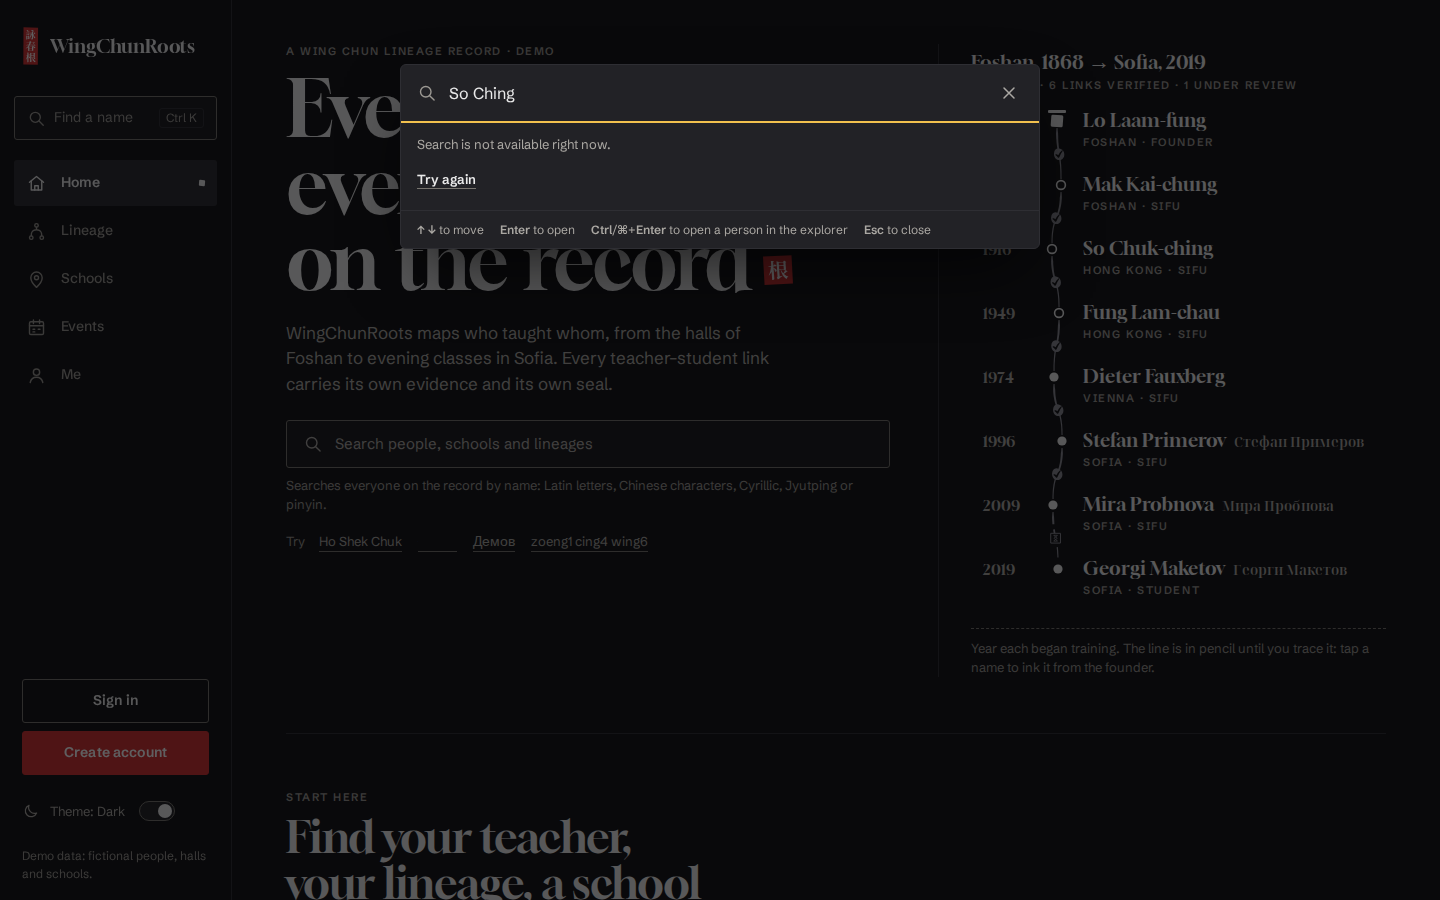 詠春根
WingChunRoots
Find a name
Ctrl K
Home
Lineage
Schools
Events
Me
Sign in
Create account
Theme: Dark
Demo data: fictional people, halls
and schools.
A WING CHUN LINEAGE RECORD · DEMO
So Ching
Search is not available right now.
Try again
↑↓ to move Enter to open Ctrl/⌘+Enter to open a person in the explorer Esc to close
on the record 根
WingChunRoots maps who taught whom, from the halls of
Foshan to evening classes in Sofia. Every teacher–student link
carries its own evidence and its own seal.
Search people, schools and lineages
Searches everyone on the record by name: Latin letters, Chinese characters, Cyrillic, Jyutping or
pinyin.
Try Ho Shek Chuk Демов zoeng1 cing4 wing6
Foshan 1868 → Sofia, 2019
· 6 LINKS VERIFIED · 1 UNDER REVIEW
Lo Laam-fung
FOSHAN · FOUNDER
Mak Kai-chung
FOSHAN · SIFU
So Chuk-ching
HONG KONG · SIFU
1949
Fung Lam-chau
HONG KONG · SIFU
1974
Dieter Fauxberg
VIENNA · SIFU
1996
Stefan Primerov Стефан Примеров
SOFIA · SIFU
2009
Mira Probnova Мира Пробнова
SOFIA · SIFU
2019
Georgi Maketov Георги Макетов
SOFIA · STUDENT
Year each began training. The line is in pencil until you trace it: tap a
name to ink it from the founder.
START HERE
Find your teacher,
your lineage, a school